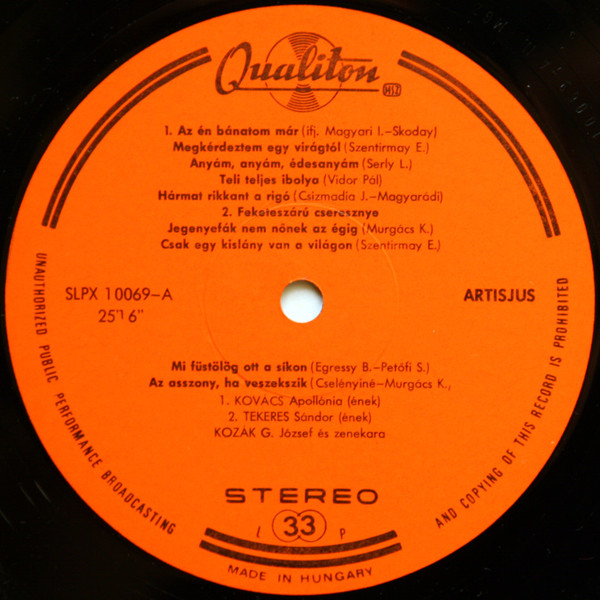 Qualiton
HSZ
1. Az én bánatom már (ifj. Magyari I.–Skoday)
Megkérdeztem egy virágtól (Szentirmay E.)
Anyám, anyám, édesanyám (Serly L.)
Teli teljes ibolya (Vidor Pál)
Hármat rikkant a rigó (Csizmadia J.–Magyarádi)
2. Feketeszárú cseresznye
Jegenyefák nem nőnek az égig (Murgács K.)
Csak egy kislány van a világon (Szentirmay E.)
SLPX 10069–A
25'16"
ARTISJUS
Mi füstölög ott a síkon (Egressy B.–Petőfi S.)
Az asszony, ha veszekszik (Cselényiné–Murgács K.,
1. KOVÁCS Apollónia (ének)
2. TEKERES Sándor (ének)
KOZÁK G. József és zenekara
STEREO
L 33 P
MADE IN HUNGARY
UNAUTHORIZED PUBLIC PERFORMANCE BROADCASTING
AND COPYING OF THIS RECORD IS PROHIBITED